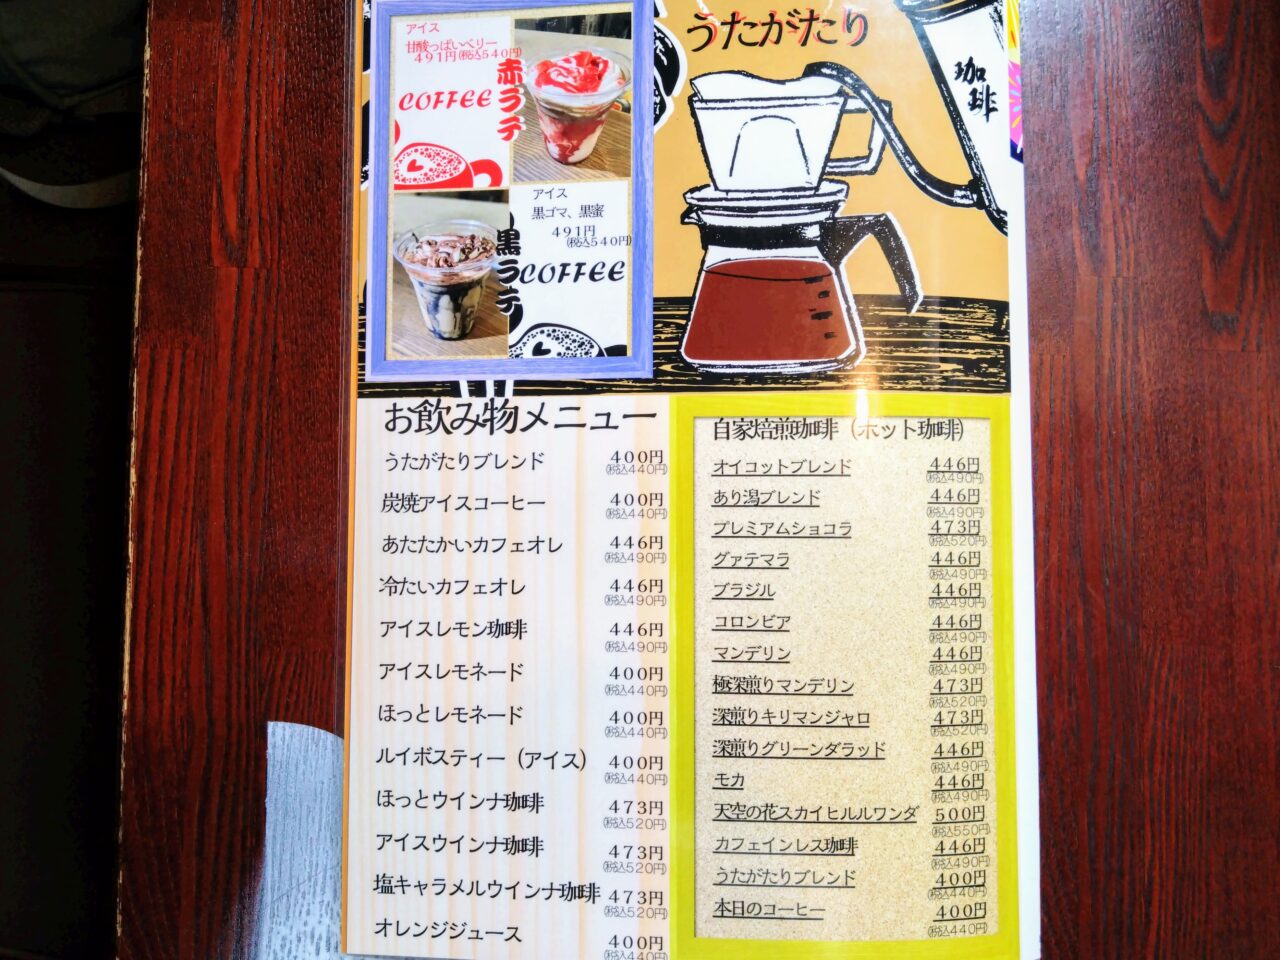 うたがたり
珈琲
アイス
甘酸っぱいベリー
491円(税込540円)
赤ラテ
COFFEE
アイス
黒ゴマ、黒蜜
491円
(税込540円)
黒ラテ
COFFEE
お飲み物メニュー
うたがたりブレンド 400円
(税込440円)
炭焼アイスコーヒー 400円
(税込440円)
あたたかいカフェオレ 446円
(税込490円)
冷たいカフェオレ 446円
(税込490円)
アイスレモン珈琲 446円
(税込490円)
アイスレモネード 400円
(税込440円)
ほっとレモネード 400円
(税込440円)
ルイボスティー（アイス） 400円
(税込440円)
ほっとウインナ珈琲 473円
(税込520円)
アイスウインナ珈琲 473円
(税込520円)
塩キャラメルウインナ珈琲 473円
(税込520円)
オレンジジュース 400円
(税込440円)
自家焙煎珈琲（ホット珈琲）
オイコットブレンド 446円
(税込490円)
あり潟ブレンド 446円
(税込490円)
プレミアムショコラ 473円
(税込520円)
グァテマラ 446円
(税込490円)
ブラジル 446円
(税込490円)
コロンビア 446円
(税込490円)
マンデリン 446円
(税込490円)
極深煎りマンデリン 473円
(税込520円)
深煎りキリマンジャロ 473円
(税込520円)
深煎りグリーンダラッド 446円
(税込490円)
モカ 446円
(税込490円)
天空の花スカイヒルルワンダ 500円
(税込550円)
カフェインレス珈琲 446円
(税込490円)
うたがたりブレンド 400円
(税込440円)
本日のコーヒー 400円
(税込440円)